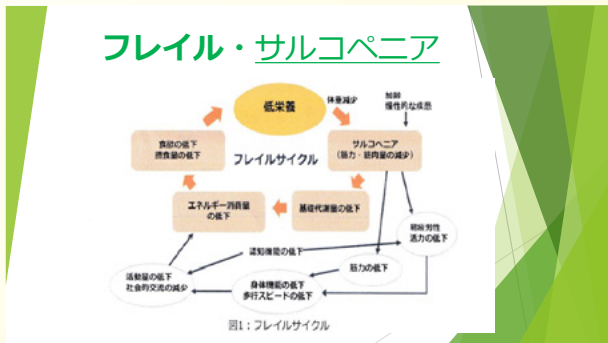 フレイル・サルコペニア
低栄養
体重減少
加齢
慢性的な疾患
食欲の低下
摂食量の低下
フレイルサイクル
サルコペニア
(筋力・筋肉量の減少)
エネルギー消費量
の低下
基礎代謝量の低下
易疲労性
活力の低下
認知機能の低下
筋力の低下
活動量の低下
社会的交流の減少
身体機能の低下
歩行スピードの低下
図1:フレイルサイクル